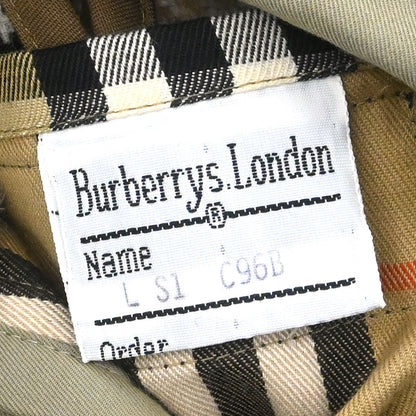 Burberrys. London
®
Name
L S1 C96B
Order